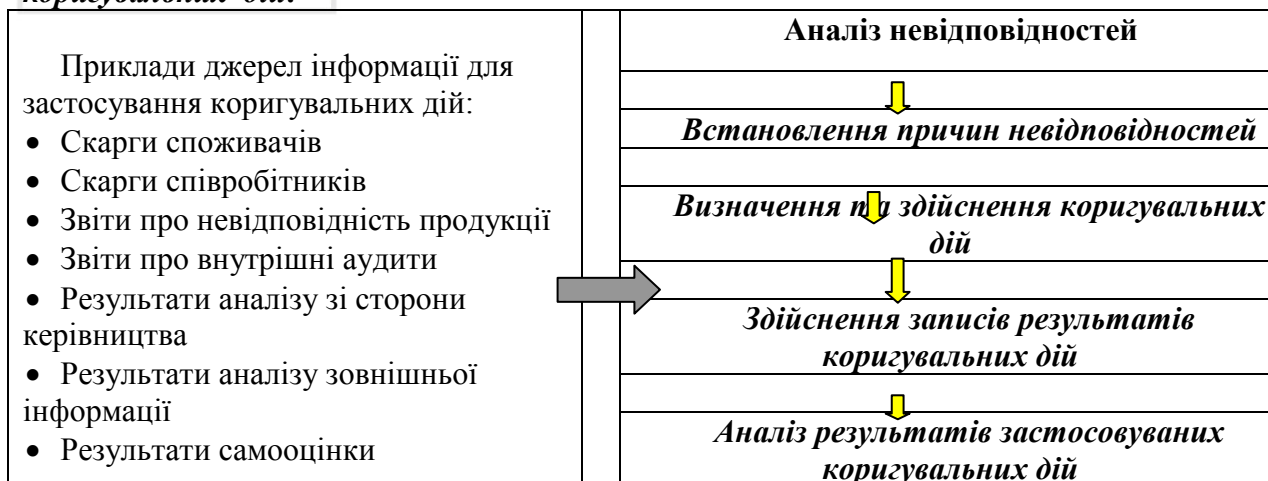 коригувальних дій.
Приклади джерел інформації для
застосування коригувальних дій:
• Скарги споживачів
• Скарги співробітників
• Звіти про невідповідність продукції
• Звіти про внутрішні аудити
• Результати аналізу зі сторони
керівництва
• Результати аналізу зовнішньої
інформації
• Результати самооцінки
Аналіз невідповідностей
Встановлення причин невідповідностей
Визначення та здійснення коригувальних
дій
Здійснення записів результатів
коригувальних дій
Аналіз результатів застосовуваних
коригувальних дій